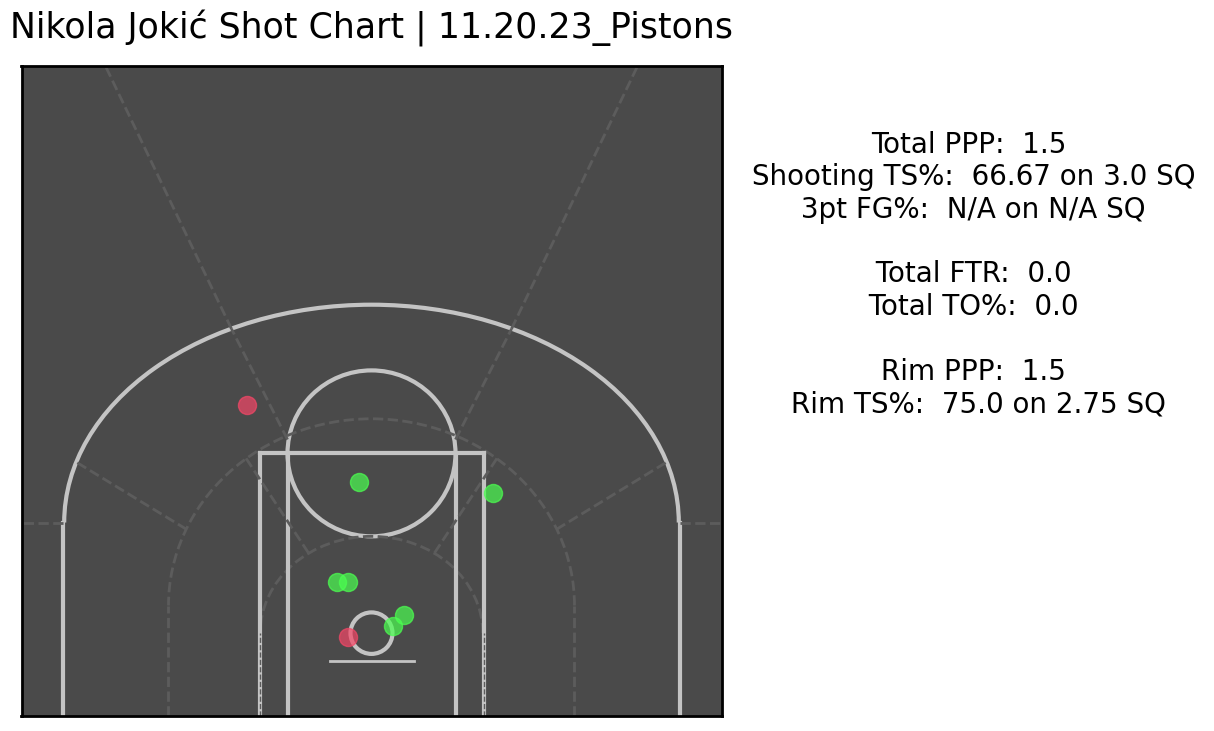 Nikola Jokić Shot Chart | 11.20.23_Pistons
Total PPP: 1.5
Shooting TS%: 66.67 on 3.0 SQ
3pt FG%: N/A on N/A SQ
Total FTR: 0.0
Total TO%: 0.0
Rim PPP: 1.5
Rim TS%: 75.0 on 2.75 SQ